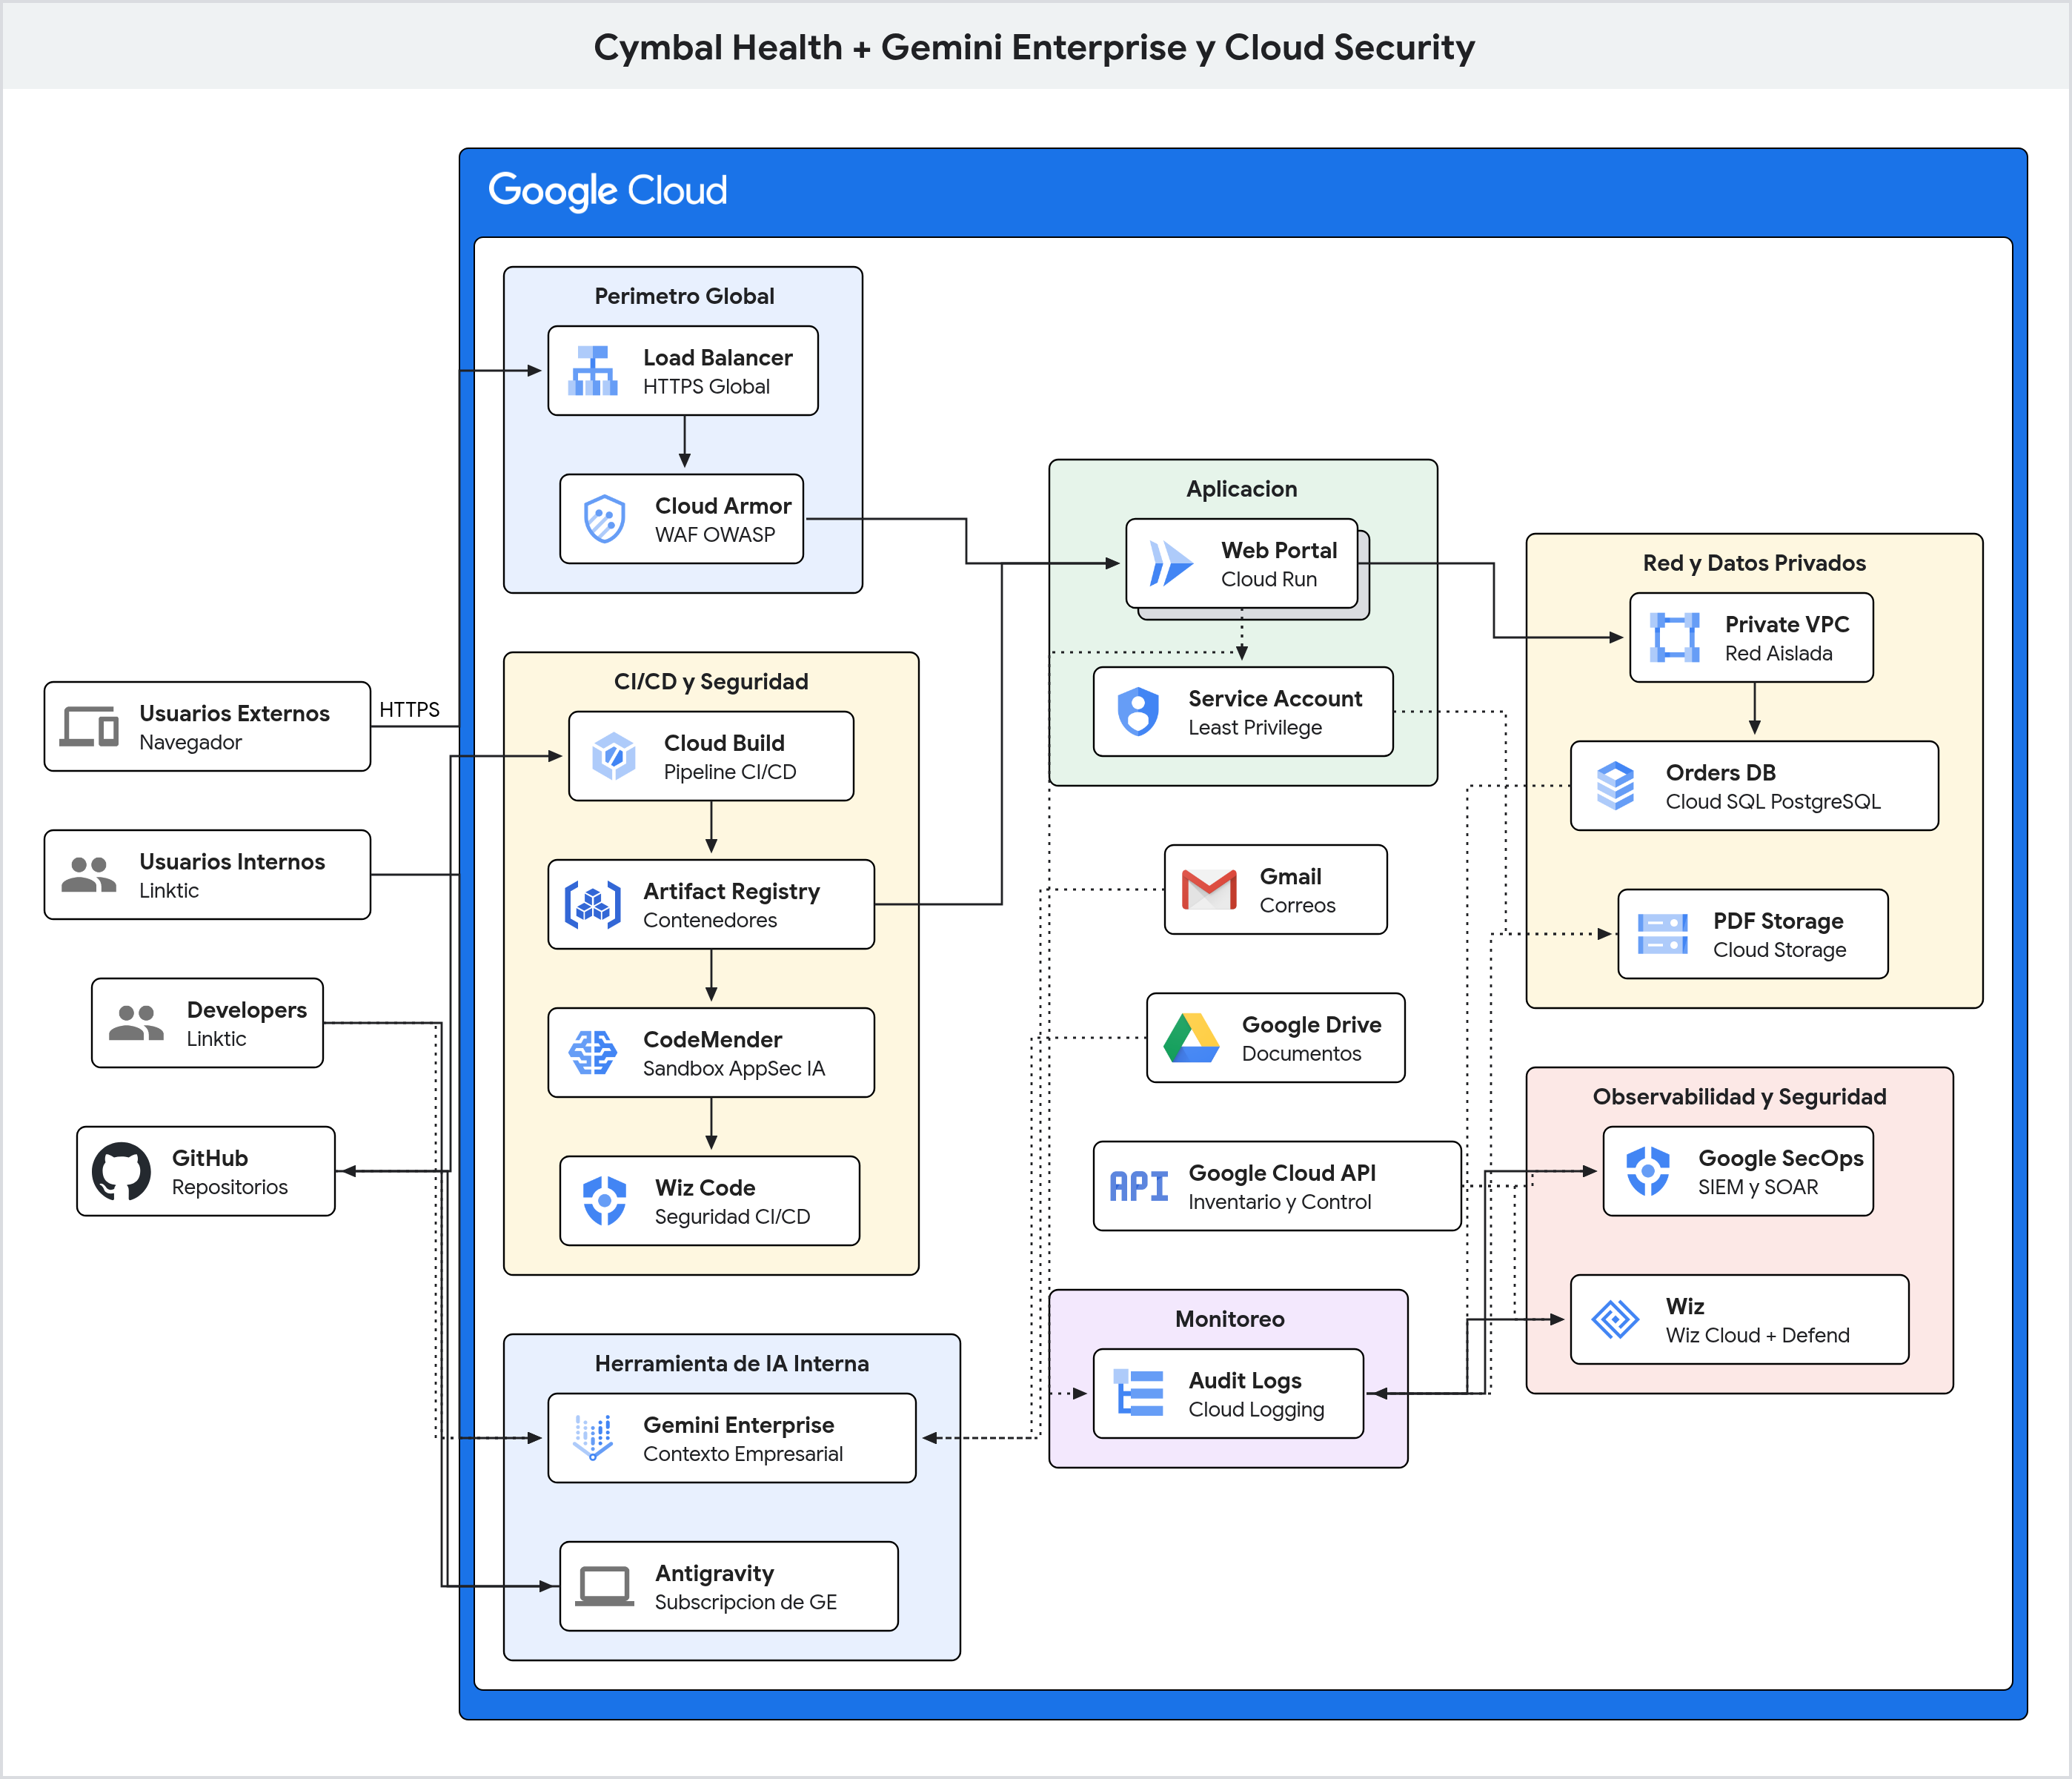 Cymbal Health + Gemini Enterprise y Cloud Security
Google Cloud
Perimetro Global
Load Balancer
HTTPS Global
Cloud Armor
WAF OWASP
Aplicacion
Web Portal
Cloud Run
Service Account
Least Privilege
Red y Datos Privados
Private VPC
Red Aislada
Orders DB
Cloud SQL PostgreSQL
PDF Storage
Cloud Storage
CI/CD y Seguridad
Cloud Build
Pipeline CI/CD
Artifact Registry
Contenedores
CodeMender
Sandbox AppSec IA
Wiz Code
Seguridad CI/CD
Usuarios Externos
Navegador
HTTPS
Usuarios Internos
Linktic
Developers
Linktic
GitHub
Repositorios
Gmail
Correos
Google Drive
Documentos
API
Google Cloud API
Inventario y Control
Observabilidad y Seguridad
Google SecOps
SIEM y SOAR
Wiz
Wiz Cloud + Defend
Monitoreo
Audit Logs
Cloud Logging
Herramienta de IA Interna
Gemini Enterprise
Contexto Empresarial
Antigravity
Subscripcion de GE